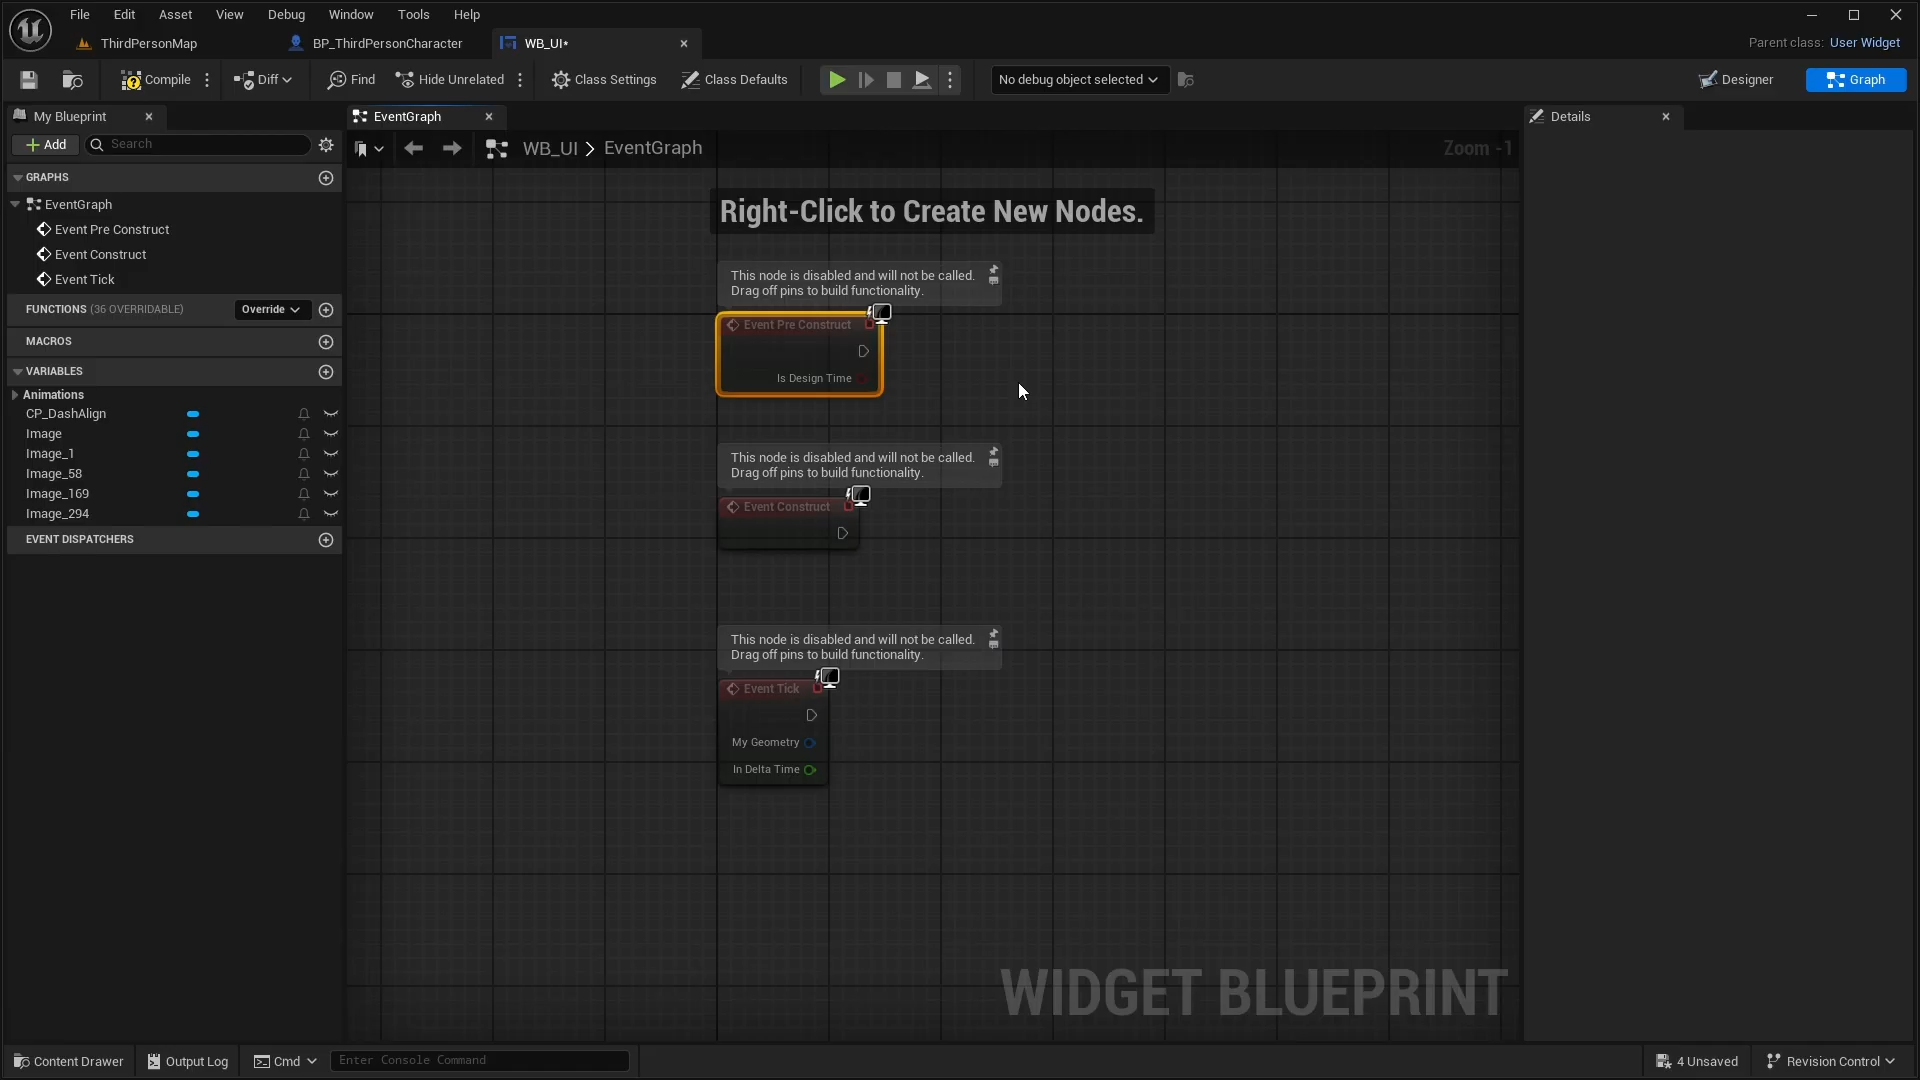 File Edit Asset View Debug Window Tools Help
ThirdPersonMap BP_ThirdPersonCharacter WB_UI*
Parent class: User Widget
Compile Diff Find Hide Unrelated Class Settings Class Defaults No debug object selected Designer Graph
My Blueprint EventGraph Details
Add Search WB_UI > EventGraph Zoom -1
GRAPHS
EventGraph
Event Pre Construct
Event Construct
Event Tick
FUNCTIONS (36 OVERRIDABLE) Override
MACROS
VARIABLES
Animations
CP_DashAlign
Image
Image_1
Image_58
Image_169
Image_294
EVENT DISPATCHERS
Right-Click to Create New Nodes.
This node is disabled and will not be called.
Drag off pins to build functionality.
Event Pre Construct
Is Design Time
This node is disabled and will not be called.
Drag off pins to build functionality.
Event Construct
This node is disabled and will not be called.
Drag off pins to build functionality.
Event Tick
My Geometry
In Delta Time
WIDGET BLUEPRINT
Content Drawer Output Log Cmd Enter Console Command 4 Unsaved Revision Control